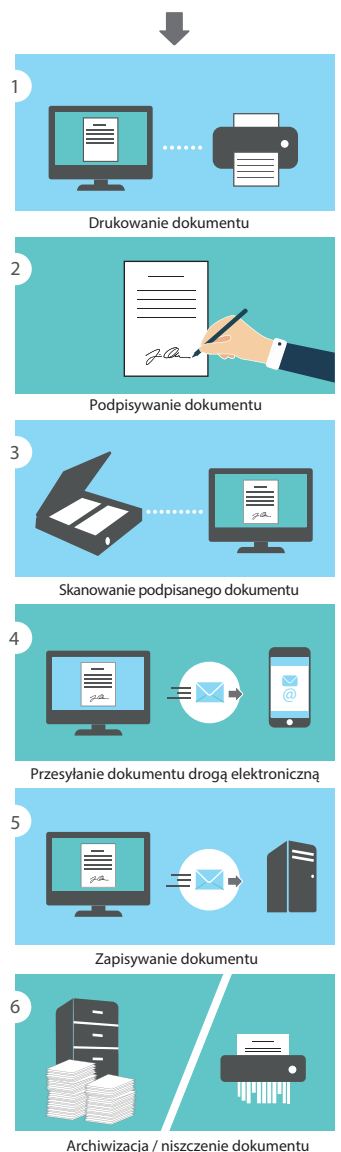 1
Drukowanie dokumentu
2
Podpisywanie dokumentu
3
Skanowanie podpisanego dokumentu
4
@
Przesyłanie dokumentu drogą elektroniczną
5
Zapisywanie dokumentu
6
Archiwizacja / niszczenie dokumentu